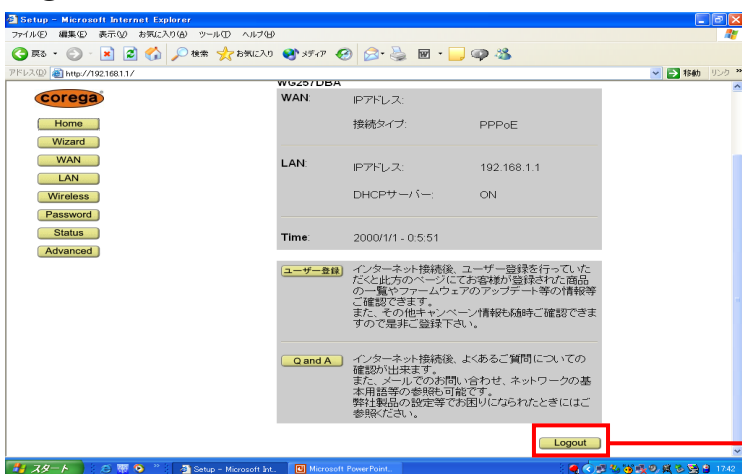 Setup - Microsoft Internet Explorer
ファイル(F) 編集(E) 表示(V) お気に入り(A) ツール(T) ヘルプ(H)
戻る 検索 お気に入り メディア
アドレス(D) http://192.168.1.1/ 移動 リンク »
corega
Home
Wizard
WAN
LAN
Wireless
Password
Status
Advanced
WG257DBA
WAN: IPアドレス:
接続タイプ: PPPoE
LAN: IPアドレス: 192.168.1.1
DHCPサーバー: ON
Time: 2000/1/1 - 0:5:51
ユーザー登録
インターネット接続後、ユーザー登録を行っていた
だくと此方のページにてお客様が登録された商品
の一覧やファームウェアのアップデート等の情報等
ご確認できます。
また、その他キャンペーン情報も随時ご確認できま
すので是非ご登録下さい。
Q and A
インターネット接続後、よくあるご質問についての
確認が出来ます。
また、メールでのお問い合わせ、ネットワークの基
本用語等の参照も可能です。
弊社製品の設定等でお困りになられたときにはご
参照ください。
Logout
スタート » Setup - Microsoft Int... Microsoft PowerPoint... 17:42